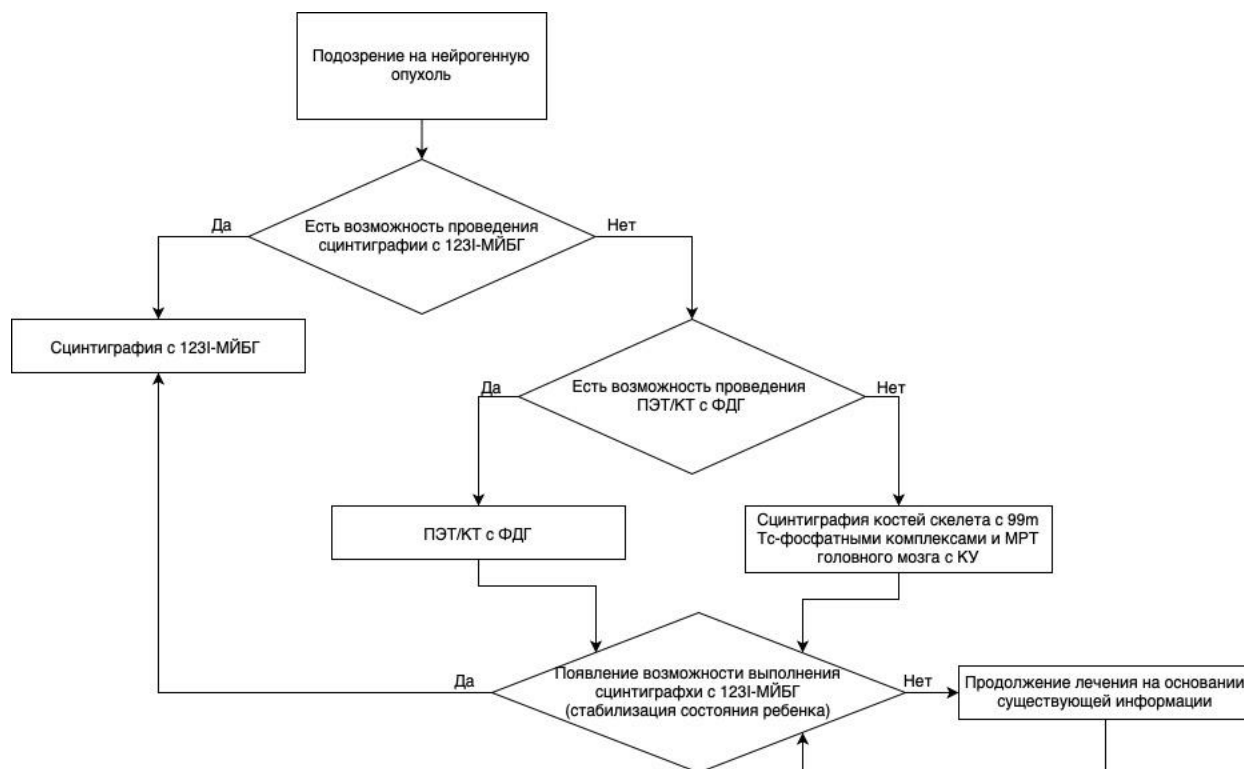 Подозрение на нейрогенную
опухоль
Да
Есть возможность проведения
сцинтиграфии с 123I-МЙБГ
Нет
Сцинтиграфия с 123I-МЙБГ
Да
Есть возможность проведения
ПЭТ/КТ с ФДГ
Нет
ПЭТ/КТ с ФДГ
Сцинтиграфия костей скелета с 99m
Тс-фосфатными комплексами и МРТ
головного мозга с КУ
Да
Появление возможности выполнения
сцинтиграфхи с 123I-МЙБГ
(стабилизация состояния ребенка)
Нет
Продолжение лечения на основании
существующей информации